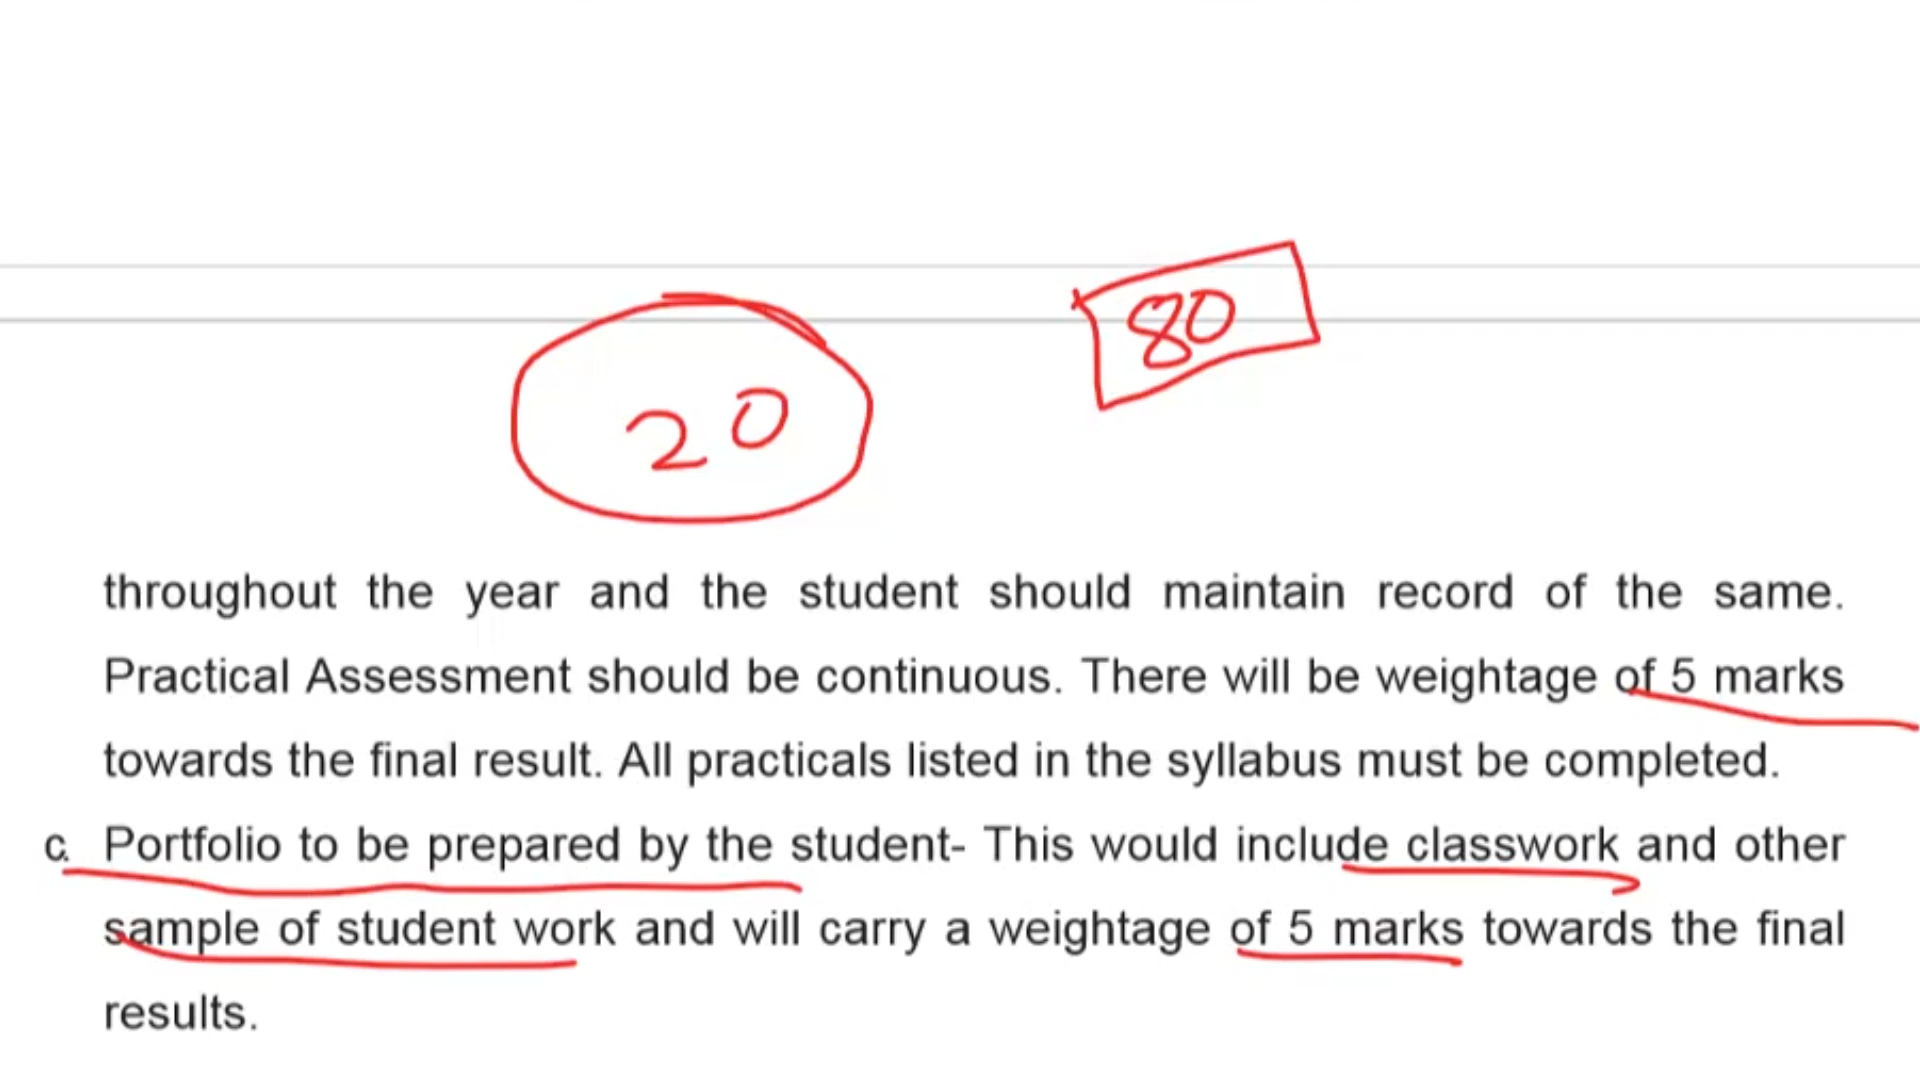 20 80
throughout the year and the student should maintain record of the same.
Practical Assessment should be continuous. There will be weightage of 5 marks
towards the final result. All practicals listed in the syllabus must be completed.
c. Portfolio to be prepared by the student- This would include classwork and other
sample of student work and will carry a weightage of 5 marks towards the final
results.